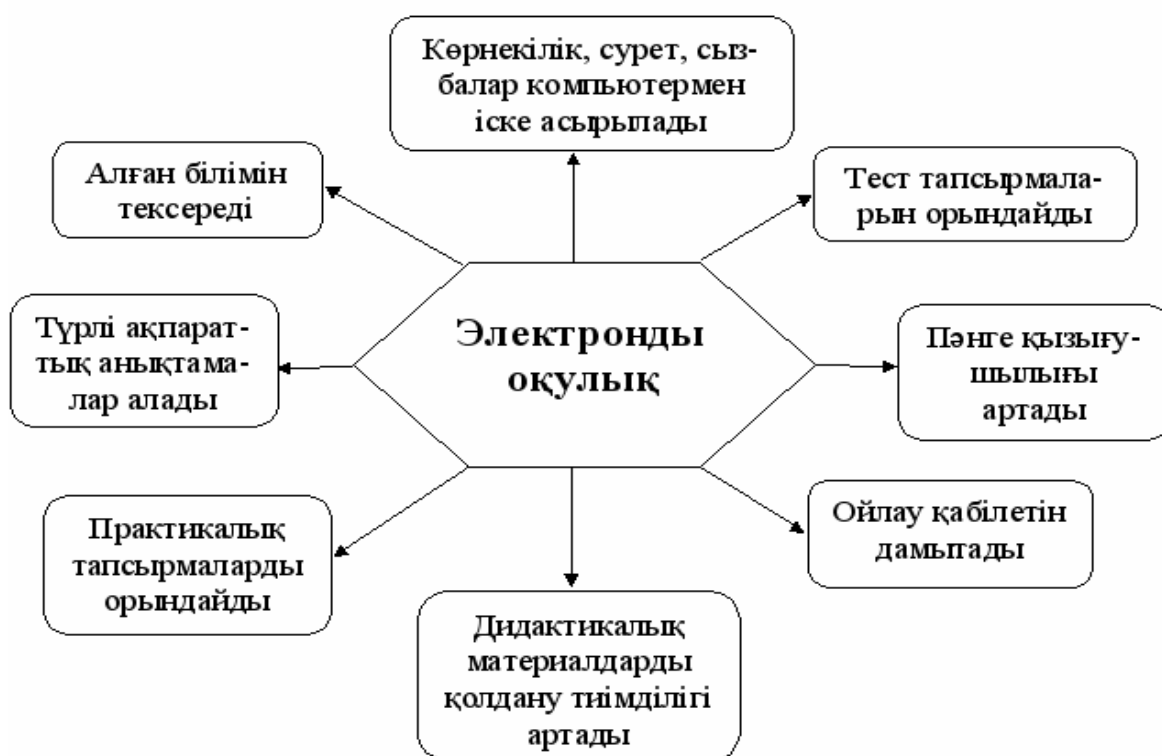 Көрнекілік, сурет, сыз-
балар компьютермен
іске асырылады
Алған білімін
тексереді
Тест тапсырмала-
рын орындайды
Түрлі ақпарат-
тық анықтама-
лар алады
Электронды
оқулық
Пәнге қызығу-
шылығы
артады
Практикалық
тапсырмаларды
орындайды
Ойлау қабілетін
дамытады
Дидактикалық
материалдарды
қолдану тиімділігі
артады